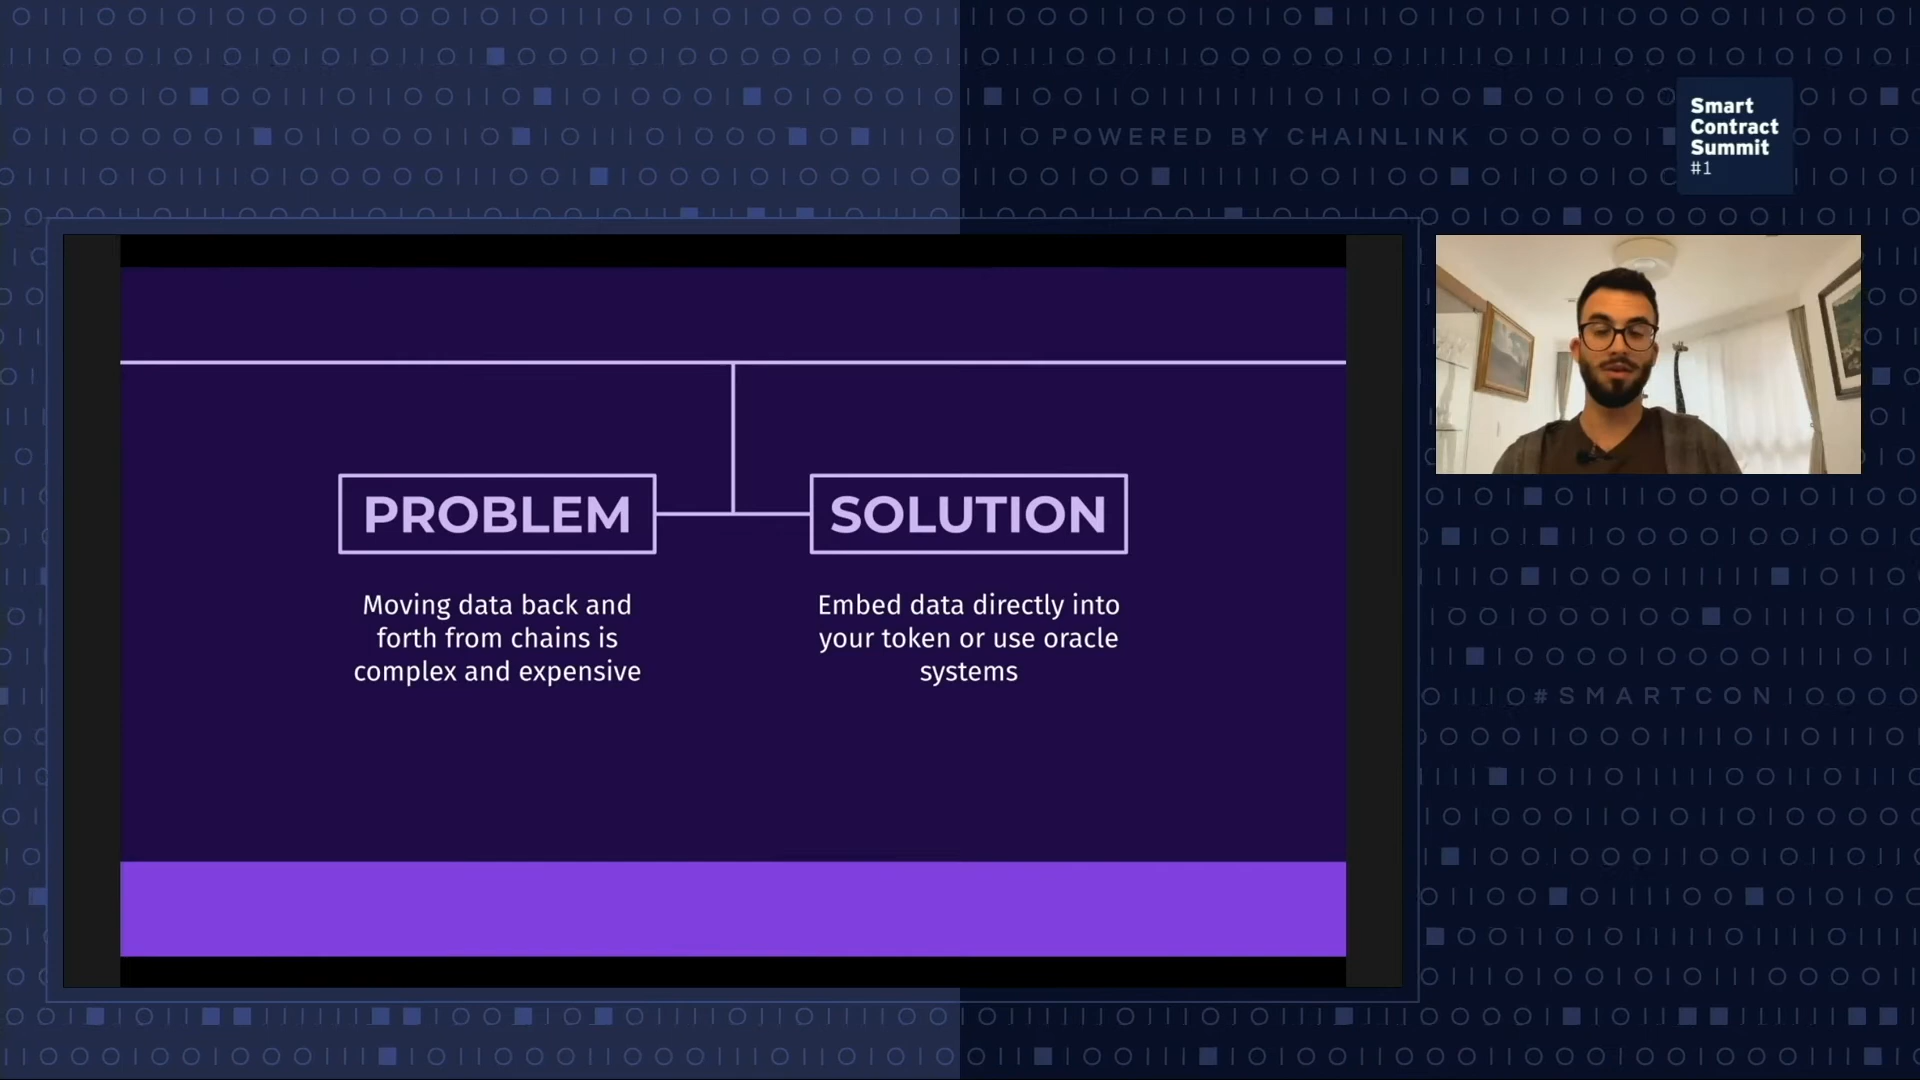 POWERED BY CHAINLINK
Smart
Contract
Summit
#1
PROBLEM
Moving data back and
forth from chains is
complex and expensive
SOLUTION
Embed data directly into
your token or use oracle
systems
#SMARTCON